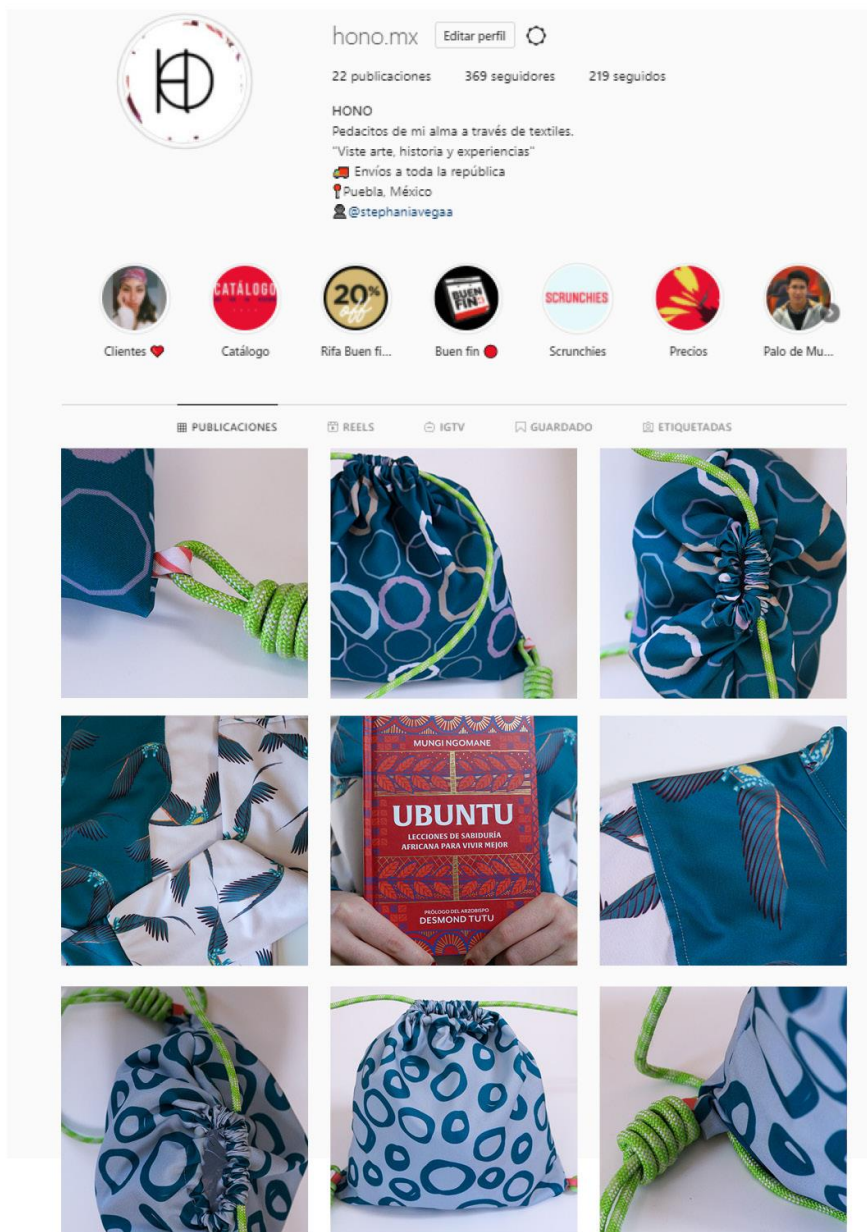 hono.mx Editar perfil
22 publicaciones 369 seguidores 219 seguidos
HONO
Pedacitos de mi alma a través de textiles.
"Viste arte, historia y experiencias"
Envíos a toda la república
Puebla, México
@stephaniavegaa
CATÁLOGO
20%
off
BUEN
FIN
SCRUNCHIES
Clientes Catálogo Rifa Buen fi... Buen fin Scrunchies Precios Palo de Mu...
PUBLICACIONES REELS IGTV GUARDADO ETIQUETADAS
MUNGI NGOMANE
UBUNTU
LECCIONES DE SABIDURÍA
AFRICANA PARA VIVIR MEJOR
PRÓLOGO DEL ARZOBISPO
DESMOND TUTU